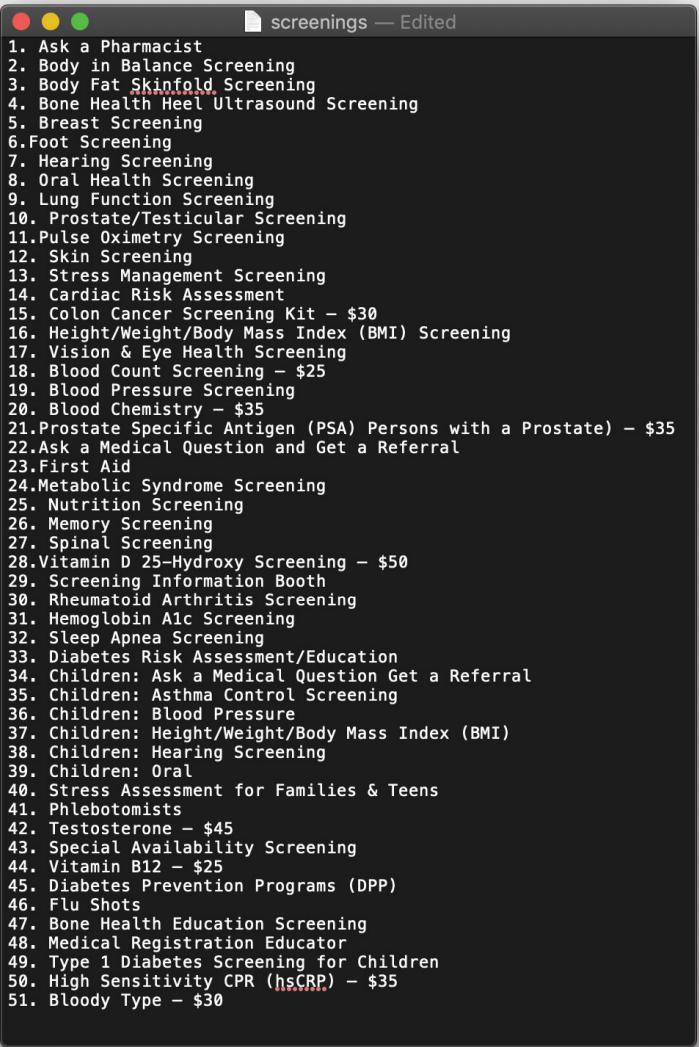 screenings — Edited
1. Ask a Pharmacist
2. Body in Balance Screening
3. Body Fat Skinfold Screening
4. Bone Health Heel Ultrasound Screening
5. Breast Screening
6.Foot Screening
7. Hearing Screening
8. Oral Health Screening
9. Lung Function Screening
10. Prostate/Testicular Screening
11.Pulse Oximetry Screening
12. Skin Screening
13. Stress Management Screening
14. Cardiac Risk Assessment
15. Colon Cancer Screening Kit – $30
16. Height/Weight/Body Mass Index (BMI) Screening
17. Vision & Eye Health Screening
18. Blood Count Screening – $25
19. Blood Pressure Screening
20. Blood Chemistry – $35
21.Prostate Specific Antigen (PSA) Persons with a Prostate) – $35
22.Ask a Medical Question and Get a Referral
23.First Aid
24.Metabolic Syndrome Screening
25. Nutrition Screening
26. Memory Screening
27. Spinal Screening
28.Vitamin D 25-Hydroxy Screening – $50
29. Screening Information Booth
30. Rheumatoid Arthritis Screening
31. Hemoglobin A1c Screening
32. Sleep Apnea Screening
33. Diabetes Risk Assessment/Education
34. Children: Ask a Medical Question Get a Referral
35. Children: Asthma Control Screening
36. Children: Blood Pressure
37. Children: Height/Weight/Body Mass Index (BMI)
38. Children: Hearing Screening
39. Children: Oral
40. Stress Assessment for Families & Teens
41. Phlebotomists
42. Testosterone – $45
43. Special Availability Screening
44. Vitamin B12 – $25
45. Diabetes Prevention Programs (DPP)
46. Flu Shots
47. Bone Health Education Screening
48. Medical Registration Educator
49. Type 1 Diabetes Screening for Children
50. High Sensitivity CPR (hsCRP) – $35
51. Bloody Type – $30